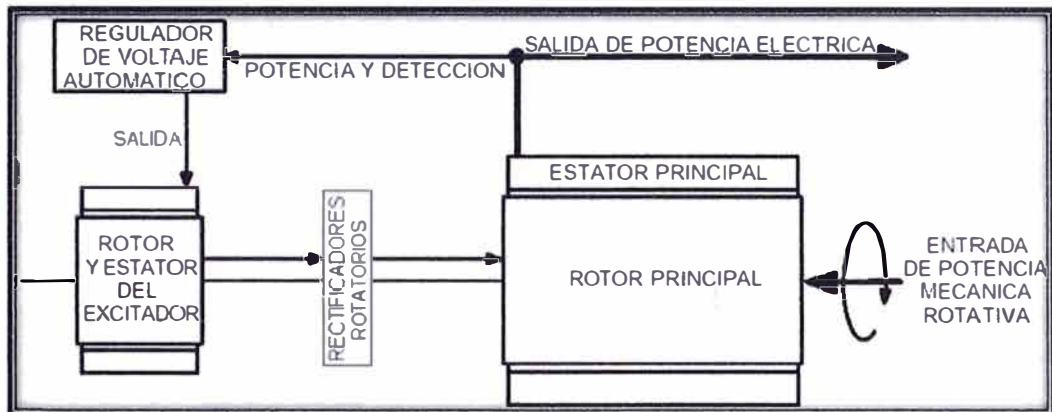 REGULADOR
DE VOLTAJE
AUTOMATICO
SALIDA DE POTENCIA ELECTRICA
POTENCIA Y DETECCION
SALIDA
ESTATOR PRINCIPAL
ROTOR
Y ESTATOR
DEL
EXCITADOR
RECTIFICADORES
ROTATORIOS
ROTOR PRINCIPAL
ENTRADA
DE POTENCIA
MECANICA
ROTATIVA